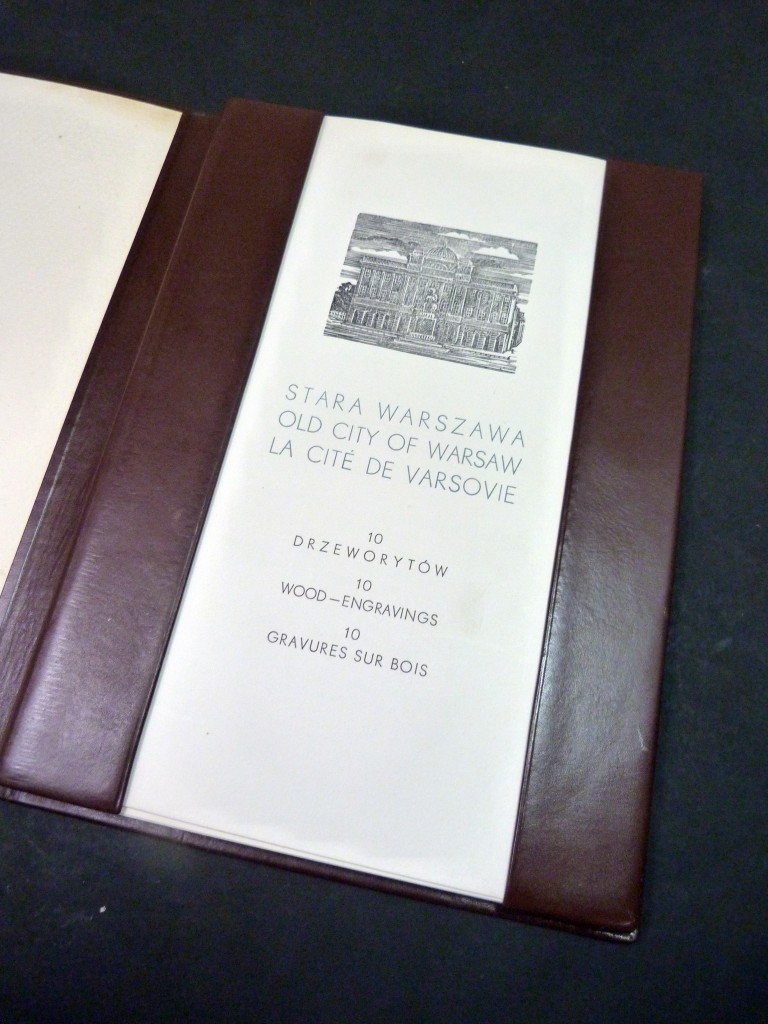 STARA WARSZAWA
OLD CITY OF WARSAW
LA CITÉ DE VARSOVIE
10
DRZEWORYTÓW
10
WOOD—ENGRAVINGS
10
GRAVURES SUR BOIS